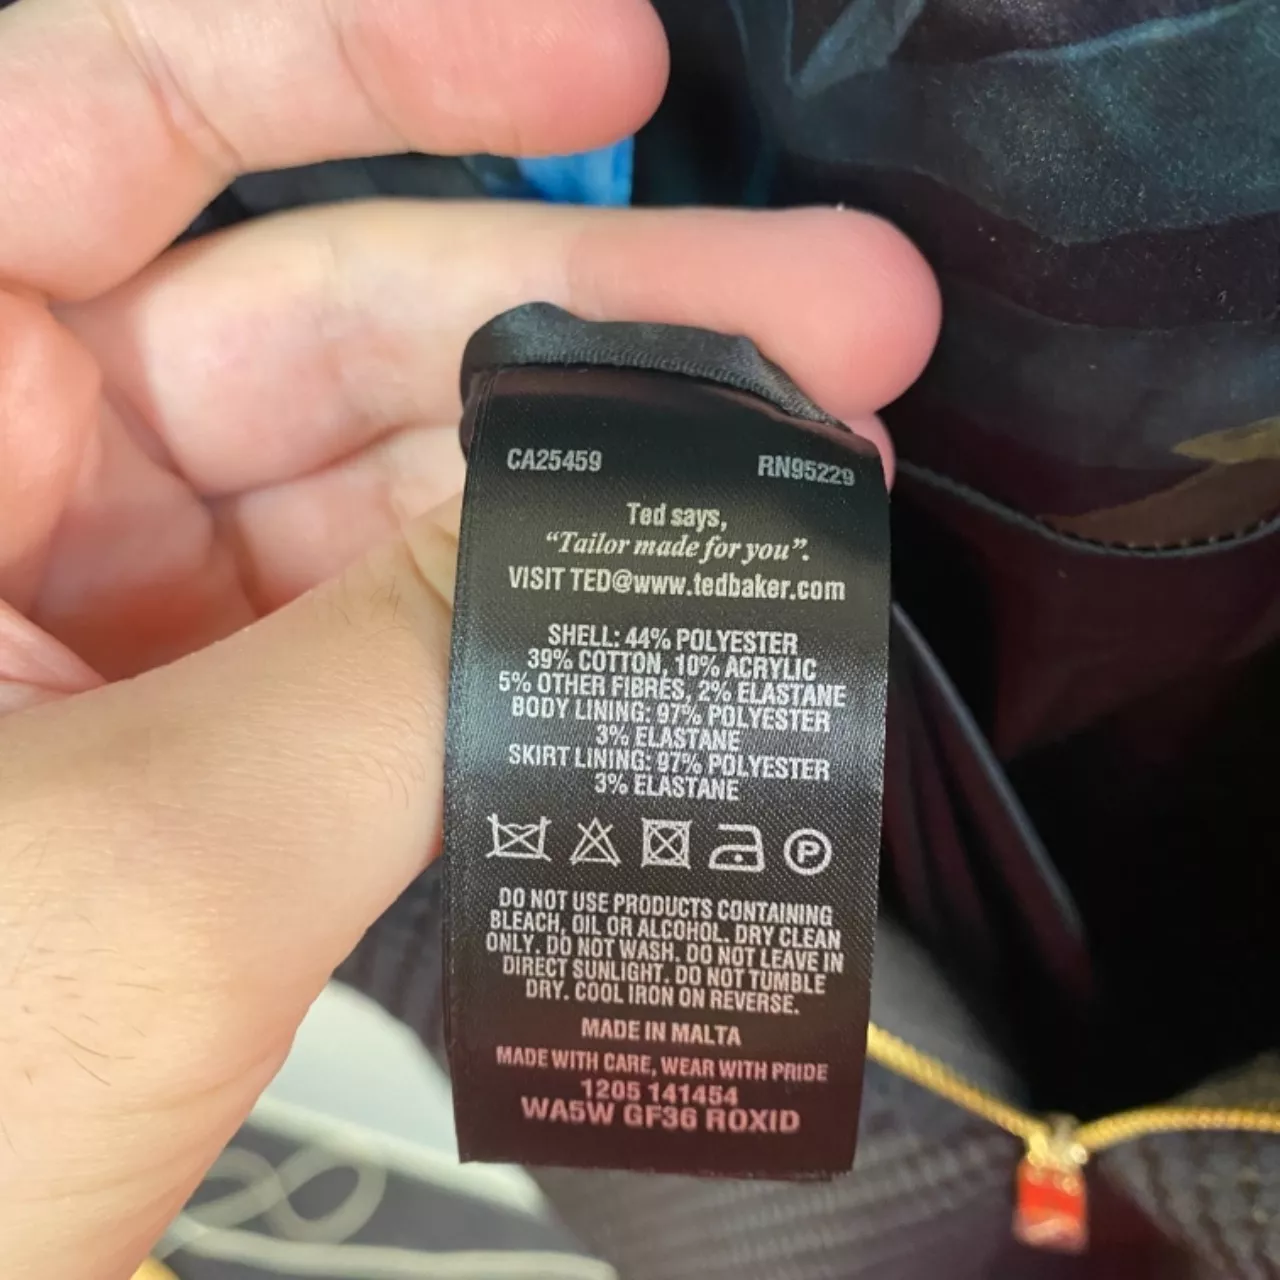 CA25459 RN95229
Ted says,
“Tailor made for you”.
VISIT TED@www.tedbaker.com
SHELL: 44% POLYESTER
39% COTTON, 10% ACRYLIC
5% OTHER FIBRES, 2% ELASTANE
BODY LINING: 97% POLYESTER
3% ELASTANE
SKIRT LINING: 97% POLYESTER
3% ELASTANE
P
DO NOT USE PRODUCTS CONTAINING
BLEACH, OIL OR ALCOHOL. DRY CLEAN
ONLY. DO NOT WASH. DO NOT LEAVE IN
DIRECT SUNLIGHT. DO NOT TUMBLE
DRY. COOL IRON ON REVERSE.
MADE IN MALTA
MADE WITH CARE, WEAR WITH PRIDE
1205 141454
WA5W GF36 ROXID